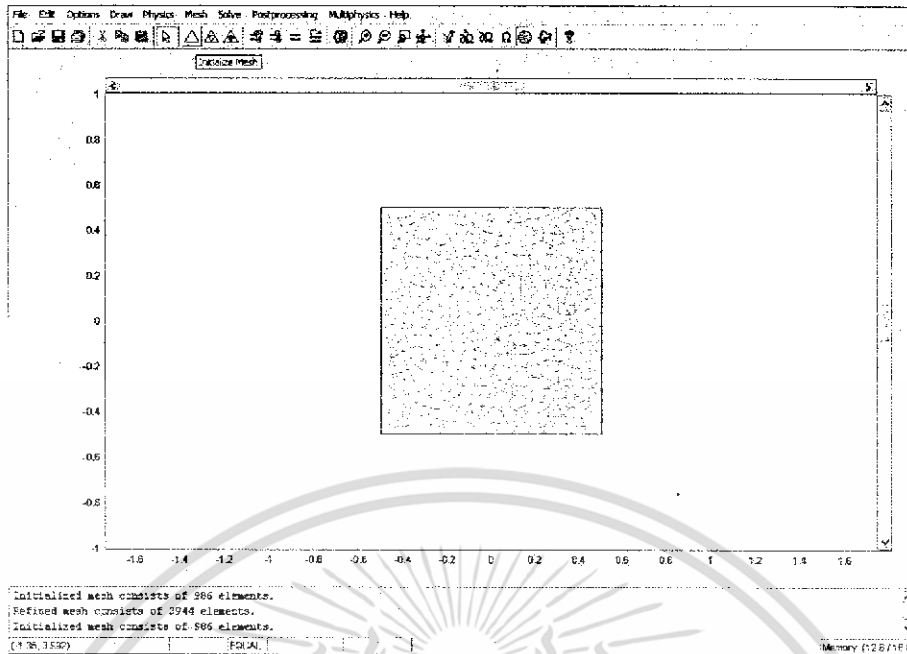 File Edit Options Draw Physics Mesh Solve Postprocessing Multiphysics Help
Initialize Mesh
1
0.8
0.6
0.4
0.2
0
-0.2
-0.4
-0.6
-0.8
-1
-1.6 -1.4 -1.2 -1 -0.8 -0.6 -0.4 -0.2 0 0.2 0.4 0.6 0.8 1 1.2 1.4 1.6
Initialized mesh consists of 986 elements.
Refined mesh consists of 3944 elements.
Initialized mesh consists of 986 elements.
EQUAL